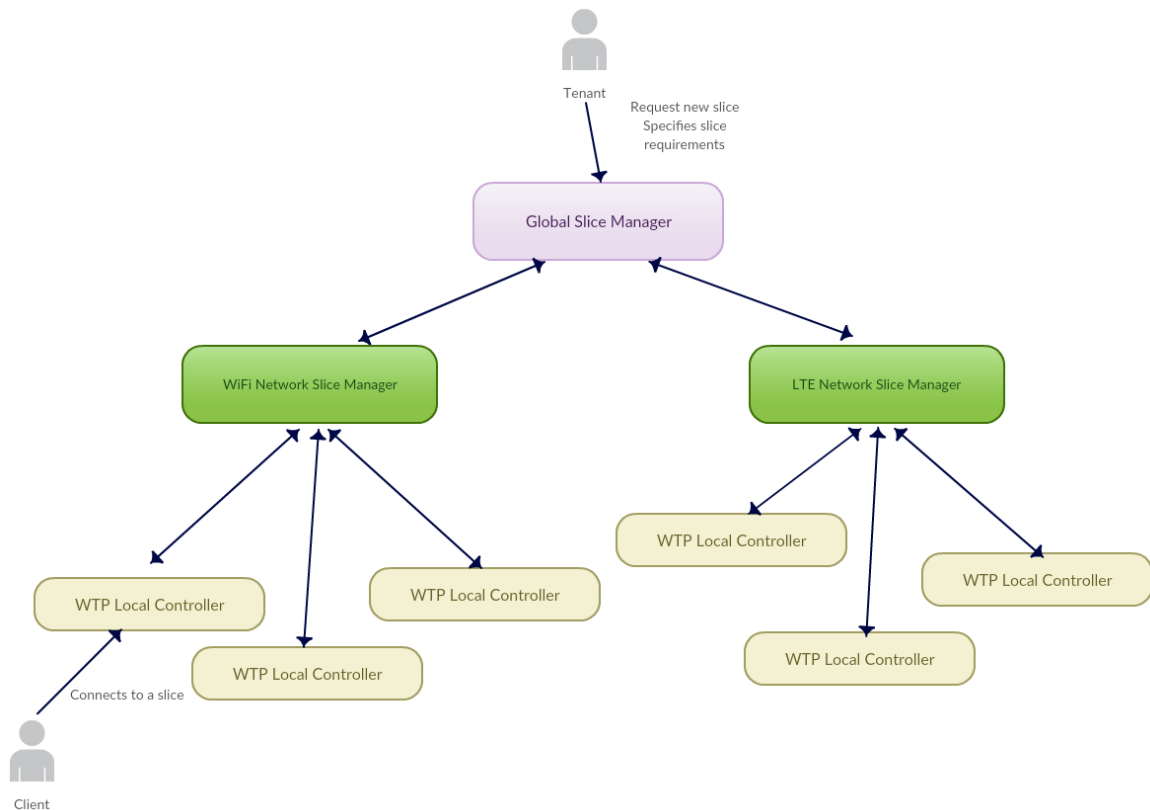 Tenant
Request new slice
Specifies slice
requirements
Global Slice Manager
WiFi Network Slice Manager
LTE Network Slice Manager
WTP Local Controller
WTP Local Controller
WTP Local Controller
WTP Local Controller
WTP Local Controller
WTP Local Controller
Connects to a slice
Client